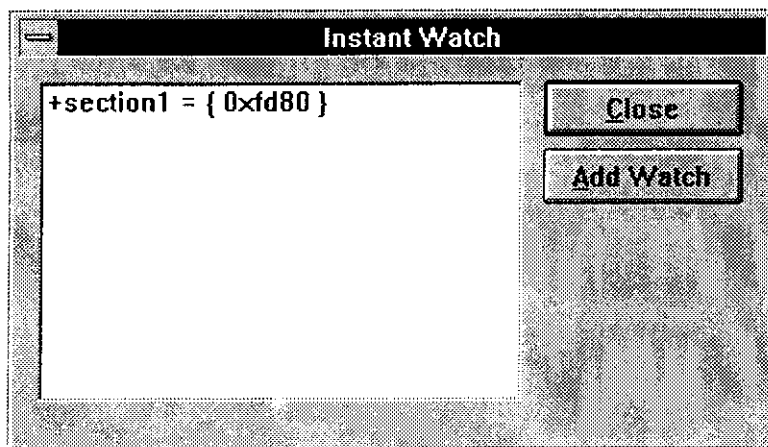 Instant Watch
+section1 = { 0xfd80 }
Close
Add Watch